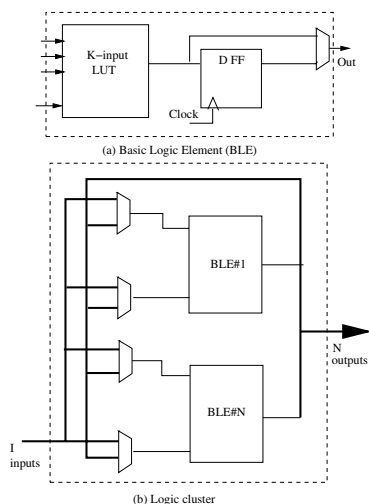 K-input
LUT
D FF
Clock
Out
(a) Basic Logic Element (BLE)
BLE#1
BLE#N
N
outputs
I
inputs
(b) Logic cluster